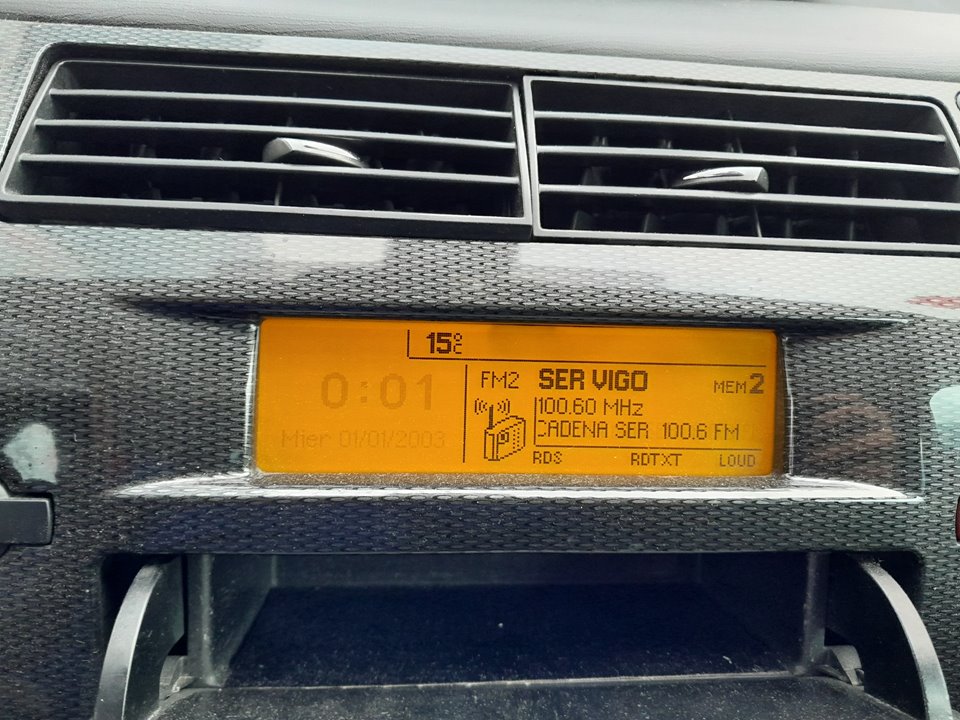 15°C
0:01
Mier 01/01/2003
FM2 SER VIGO MEM 2
100.60 MHz
CADENA SER 100.6 FM
RDS RDTXT LOUD